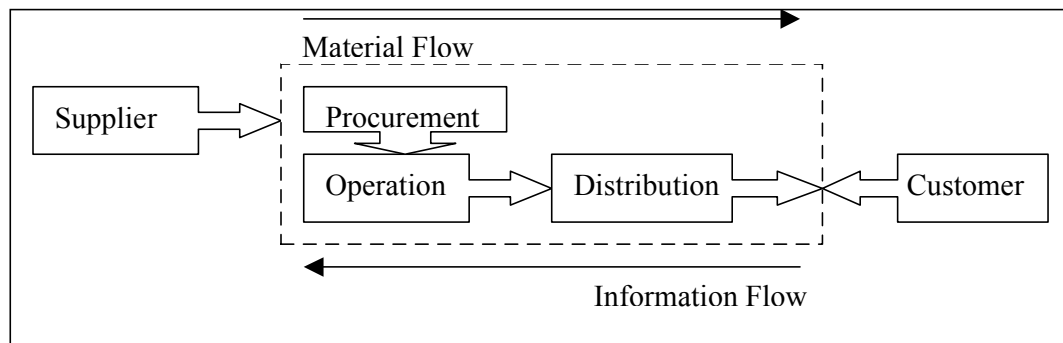 Material Flow
Supplier
Procurement
Operation
Distribution
Customer
Information Flow